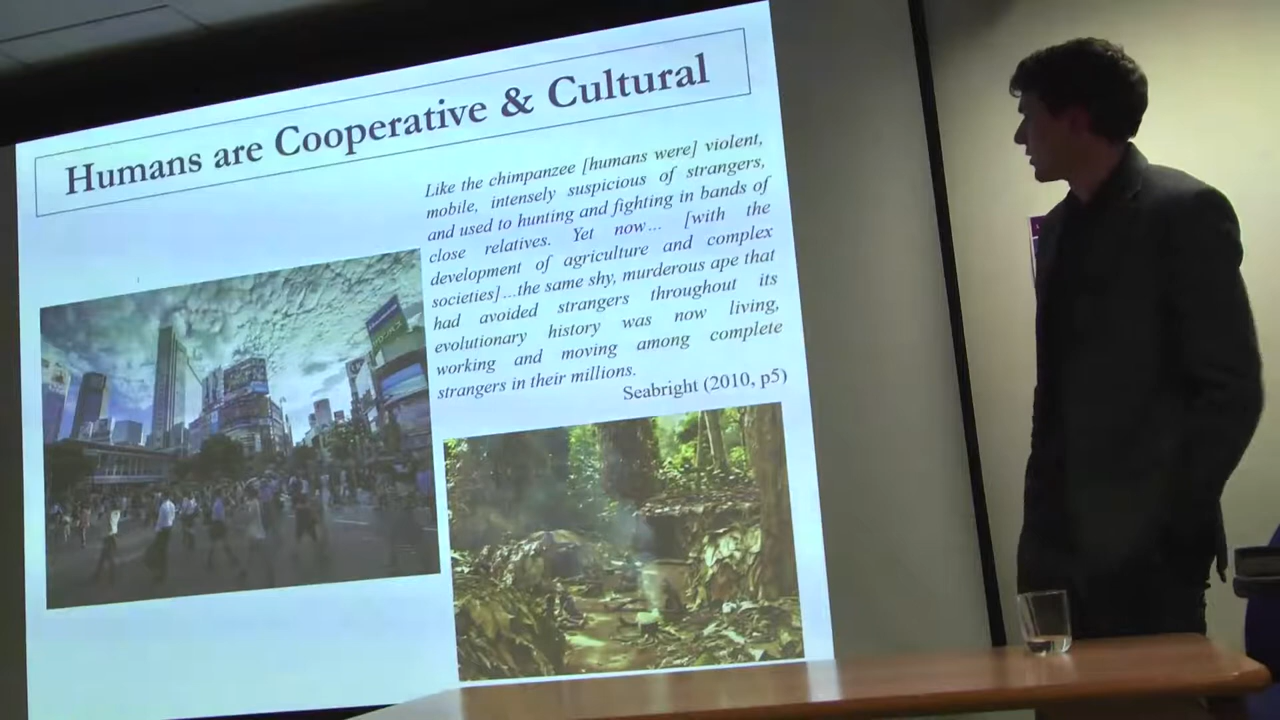 Humans are Cooperative & Cultural
Like the chimpanzee [humans were] violent,
mobile, intensely suspicious of strangers,
and used to hunting and fighting in bands of
close relatives. Yet now… [with the
development of agriculture and complex
societies]…the same shy, murderous ape that
had avoided strangers throughout its
evolutionary history was now living,
working and moving among complete
strangers in their millions.
Seabright (2010, p5)